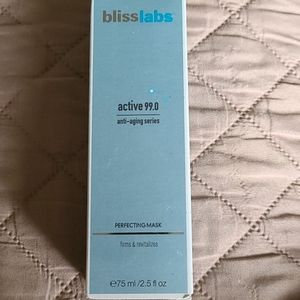 blisslabs
active 99.0
anti-aging series
PERFECTING MASK
firms & revitalizes
℮75 ml /2.5 fl oz